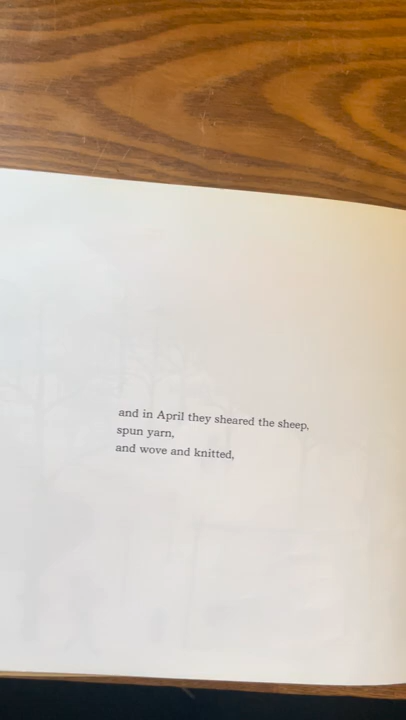 and in April they sheared the sheep,
spun yarn,
and wove and knitted,